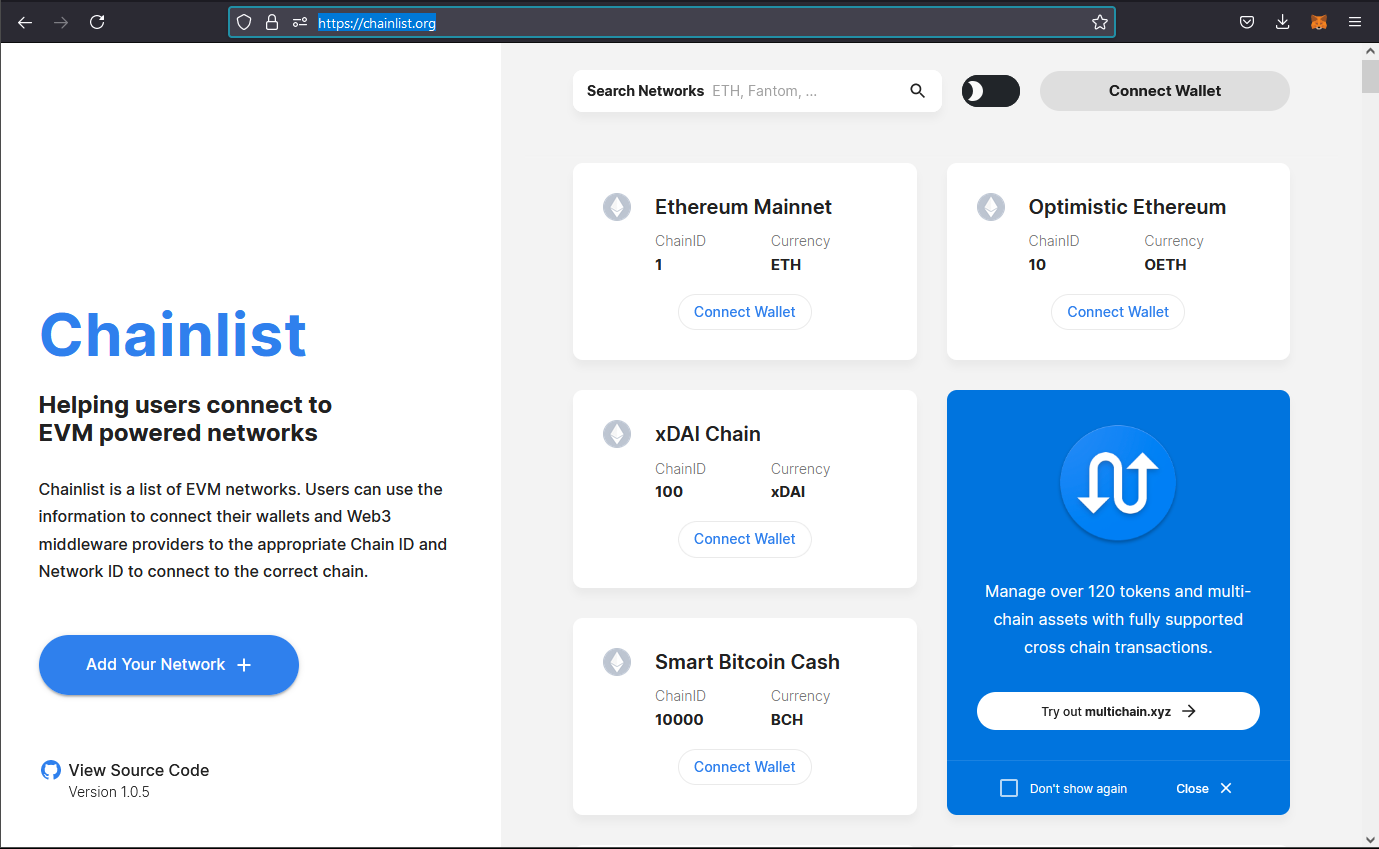 https://chainlist.org
Search Networks ETH, Fantom, ...
Connect Wallet
Chainlist
Helping users connect to
EVM powered networks
Chainlist is a list of EVM networks. Users can use the
information to connect their wallets and Web3
middleware providers to the appropriate Chain ID and
Network ID to connect to the correct chain.
Add Your Network +
View Source Code
Version 1.0.5
Ethereum Mainnet
ChainID Currency
1 ETH
Connect Wallet
Optimistic Ethereum
ChainID Currency
10 OETH
Connect Wallet
xDAI Chain
ChainID Currency
100 xDAI
Connect Wallet
Manage over 120 tokens and multi-
chain assets with fully supported
cross chain transactions.
Try out multichain.xyz →
Don't show again Close ✕
Smart Bitcoin Cash
ChainID Currency
10000 BCH
Connect Wallet